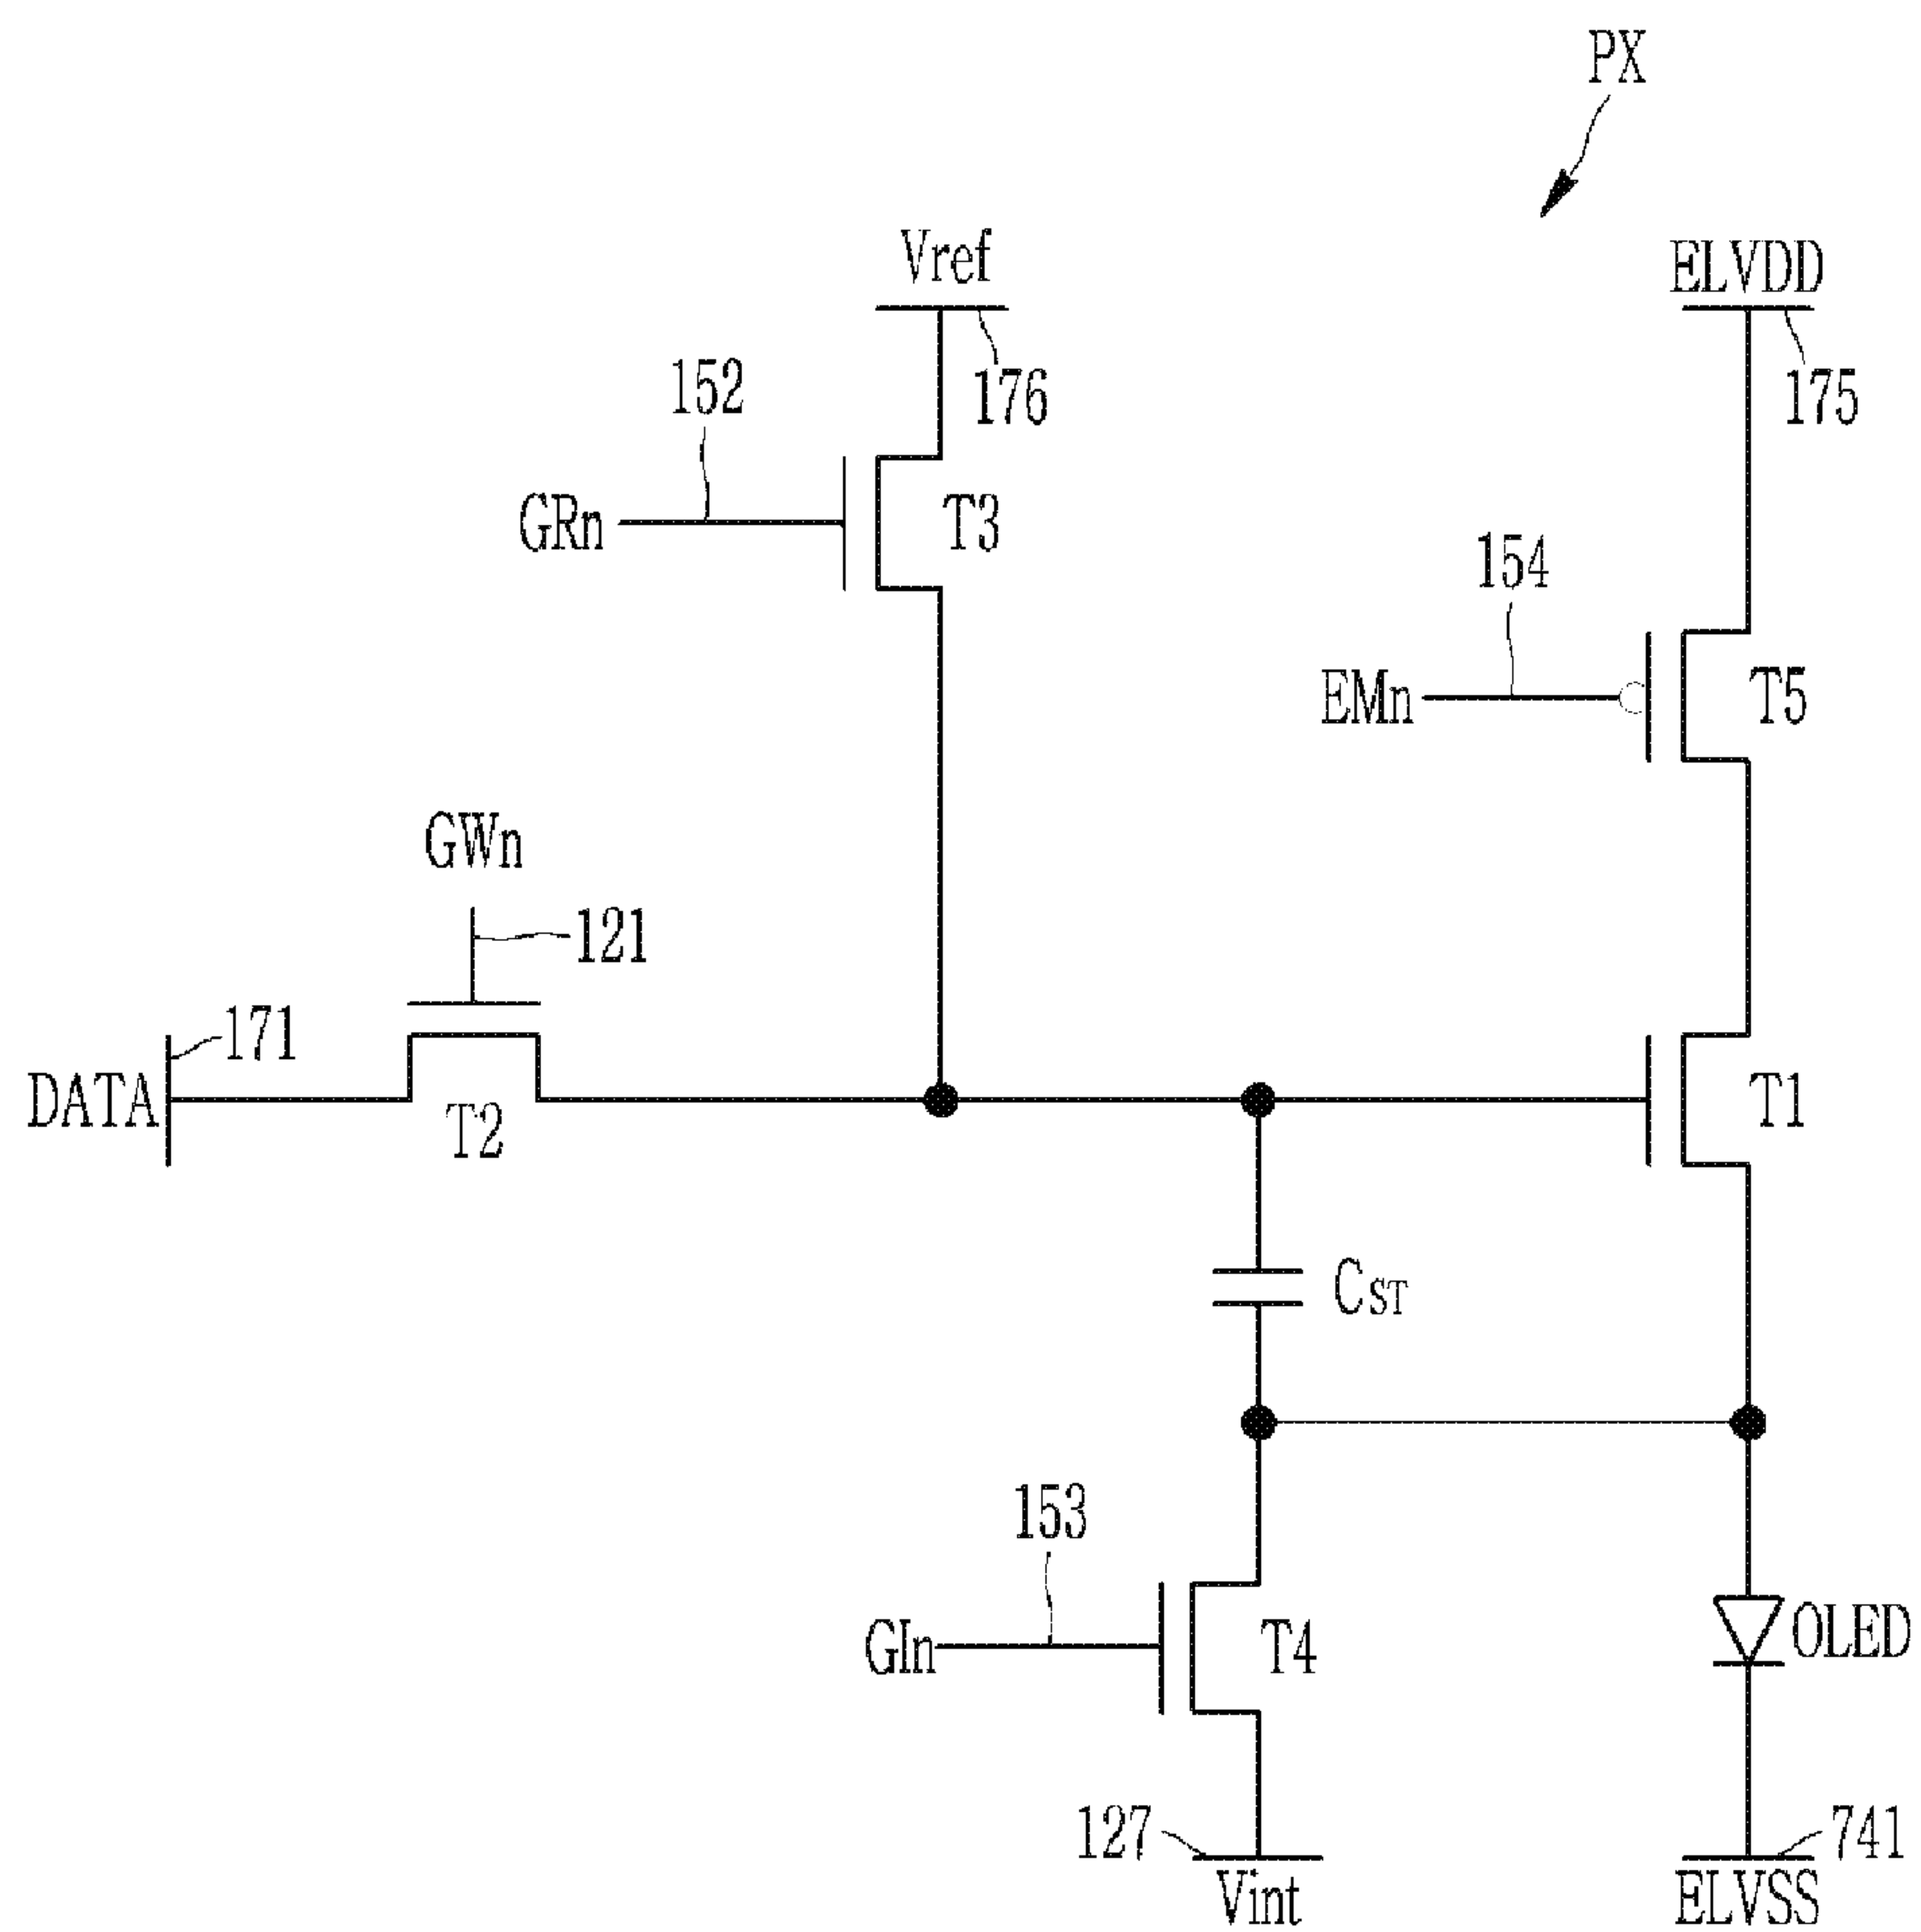 PX
Vref
ELVDD
152
176
175
GRn
T3
154
EMn
T5
GWn
121
171
DATA
T2
T1
CST
153
GIn
T4
OLED
127
741
Vint
ELVSS